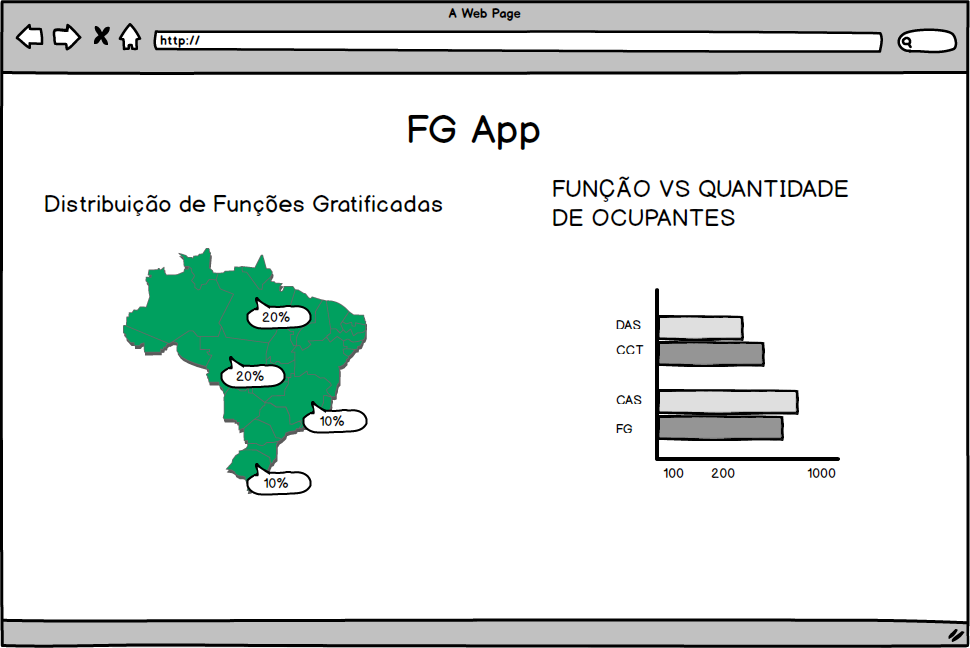 A Web Page
http://
FG App
Distribuição de Funções Gratificadas
FUNÇÃO VS QUANTIDADE
DE OCUPANTES
20%
20%
10%
10%
DAS
CCT
CAS
FG
100 200 1000